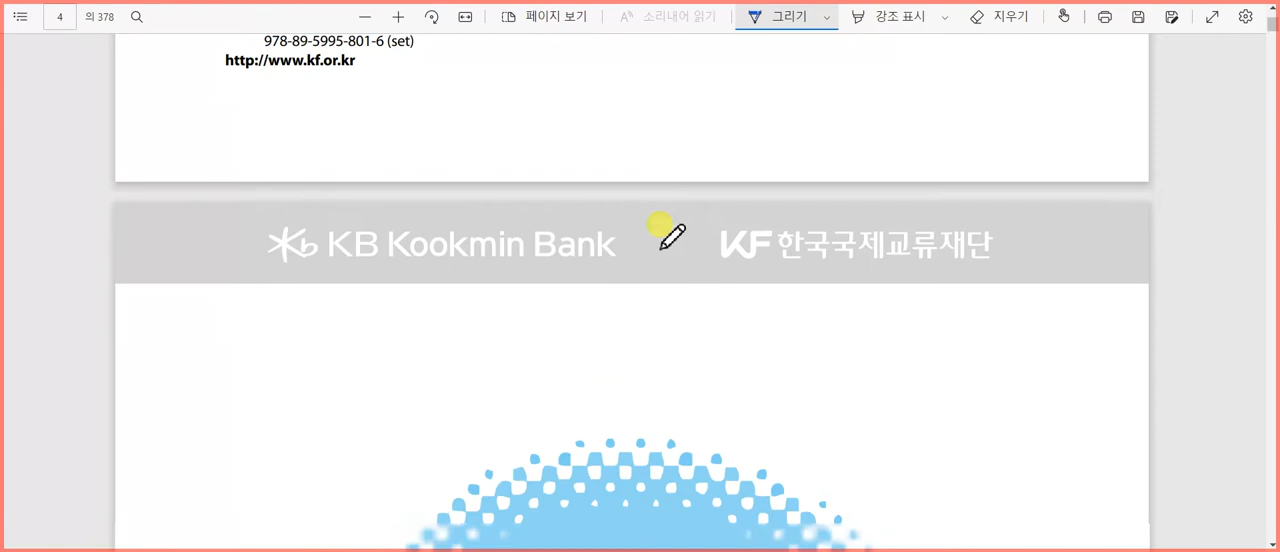 4 의 378 페이지 보기 소리내어 읽기 그리기 강조 표시 지우기
978-89-5995-801-6 (set)
http://www.kf.or.kr
KB Kookmin Bank KF 한국국제교류재단